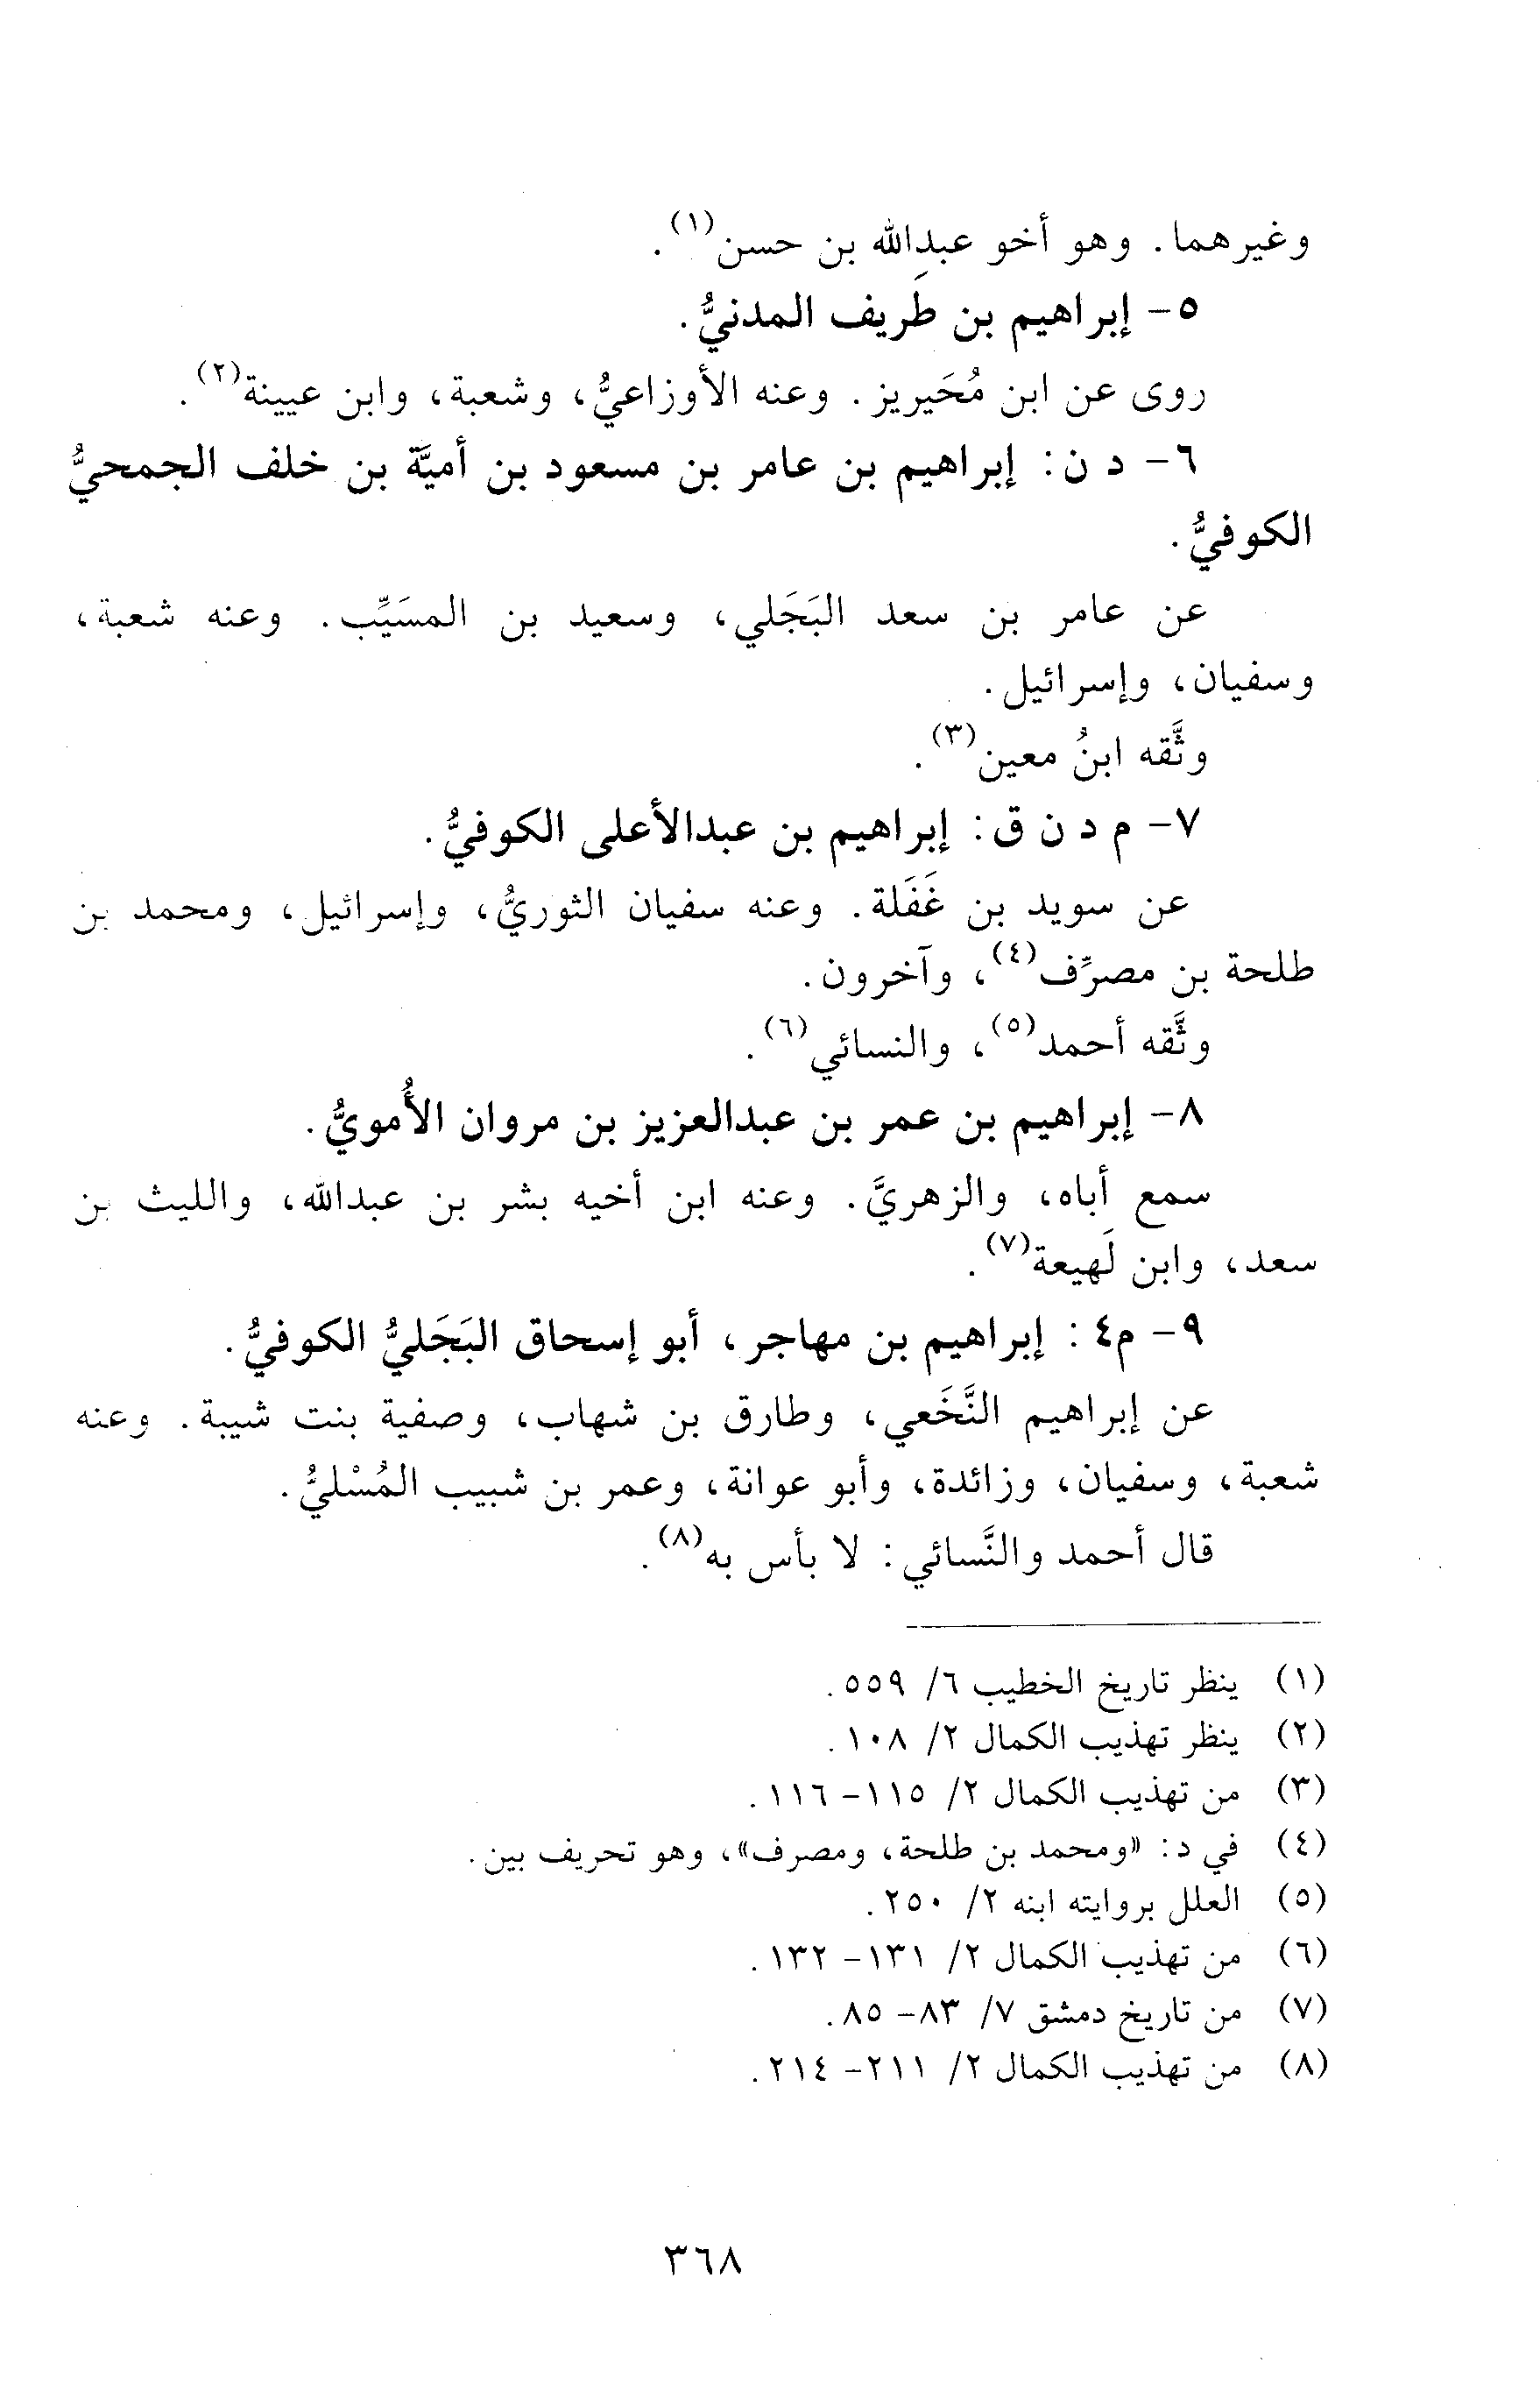 وغيرهما. وهو أخو عبدالله بن حسن(١).
٥- إبراهيم بن طَريف المدنيُّ.
روى عن ابن مُحَيريز. وعنه الأوزاعيُّ، وشعبة، وابن عيينة(٢).
٦- د ن: إبراهيم بن عامر بن مسعود بن أميَّة بن خلف الجمحيُّ
الكوفيُّ.
عن عامر بن سعد البَجَلي، وسعيد بن المسَيِّب. وعنه شعبة،
وسفيان، وإسرائيل.
وثَّقه ابنُ معين(٣).
٧- م د ن ق: إبراهيم بن عبدالأعلى الكوفيُّ.
عن سويد بن غَفَلة. وعنه سفيان الثوريُّ، وإسرائيل، ومحمد بن
طلحة بن مصرِّف(٤)، وآخرون.
وثَّقه أحمد(٥)، والنسائي(٦).
٨- إبراهيم بن عمر بن عبدالعزيز بن مروان الأُمويُّ.
سمع أباه، والزهريَّ. وعنه ابن أخيه بشر بن عبدالله، والليث بن
سعد، وابن لَهيعة(٧).
٩- م٤: إبراهيم بن مهاجر، أبو إسحاق البَجَليُّ الكوفيُّ.
عن إبراهيم النَّخَعي، وطارق بن شهاب، وصفية بنت شيبة. وعنه
شعبة، وسفيان، وزائدة، وأبو عوانة، وعمر بن شبيب المُسْليُّ.
قال أحمد والنَّسائي: لا بأس به(٨).
(١) ينظر تاريخ الخطيب ٦/ ٥٥٩.
(٢) ينظر تهذيب الكمال ٢/ ١٠٨.
(٣) من تهذيب الكمال ٢/ ١١٥- ١١٦.
(٤) في د: «ومحمد بن طلحة، ومصرف»، وهو تحريف بين.
(٥) العلل بروايته ابنه ٢/ ٢٥٠.
(٦) من تهذيب الكمال ٢/ ١٣١- ١٣٢.
(٧) من تاريخ دمشق ٧/ ٨٣- ٨٥.
(٨) من تهذيب الكمال ٢/ ٢١١- ٢١٤.
٣٦٨